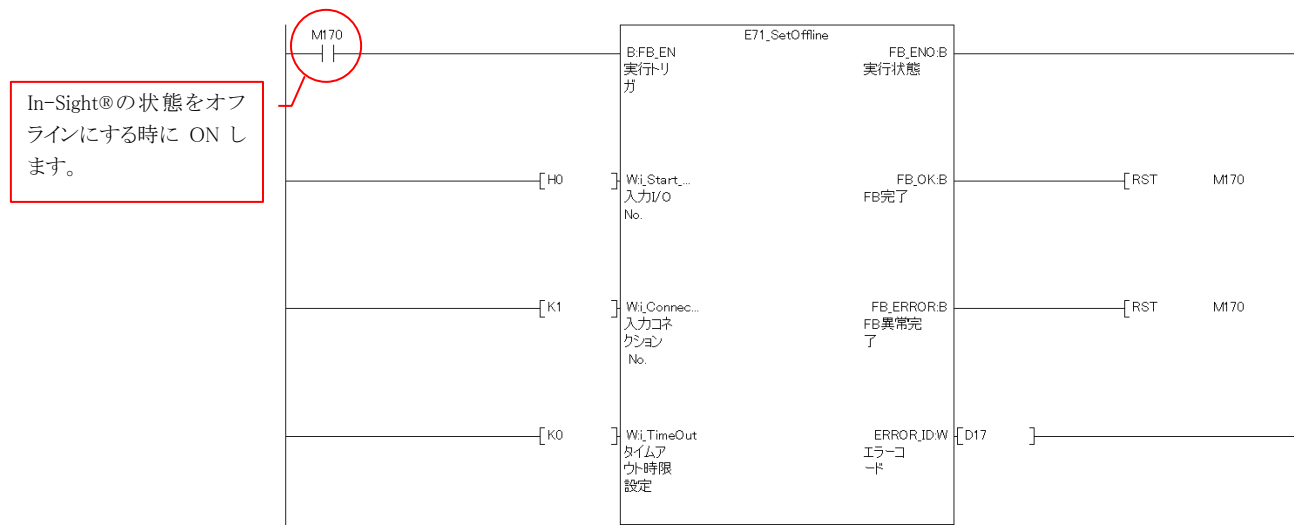 M170
E71_SetOffline
B:FB_EN
実行トリ
ガ
FB_ENO:B
実行状態
In-Sight®の状態をオフ
ラインにする時に ON し
ます。
[H0 ]
W:i_Start_...
入力I/O
No.
FB_OK:B
FB完了
[RST M170
[K1 ]
W:i_Connec...
入力コネ
クション
No.
FB_ERROR:B
FB異常完
了
[RST M170
[K0 ]
W:i_TimeOut
タイムア
ウト時限
設定
ERROR_ID:W
エラーコ
ード
[D17 ]